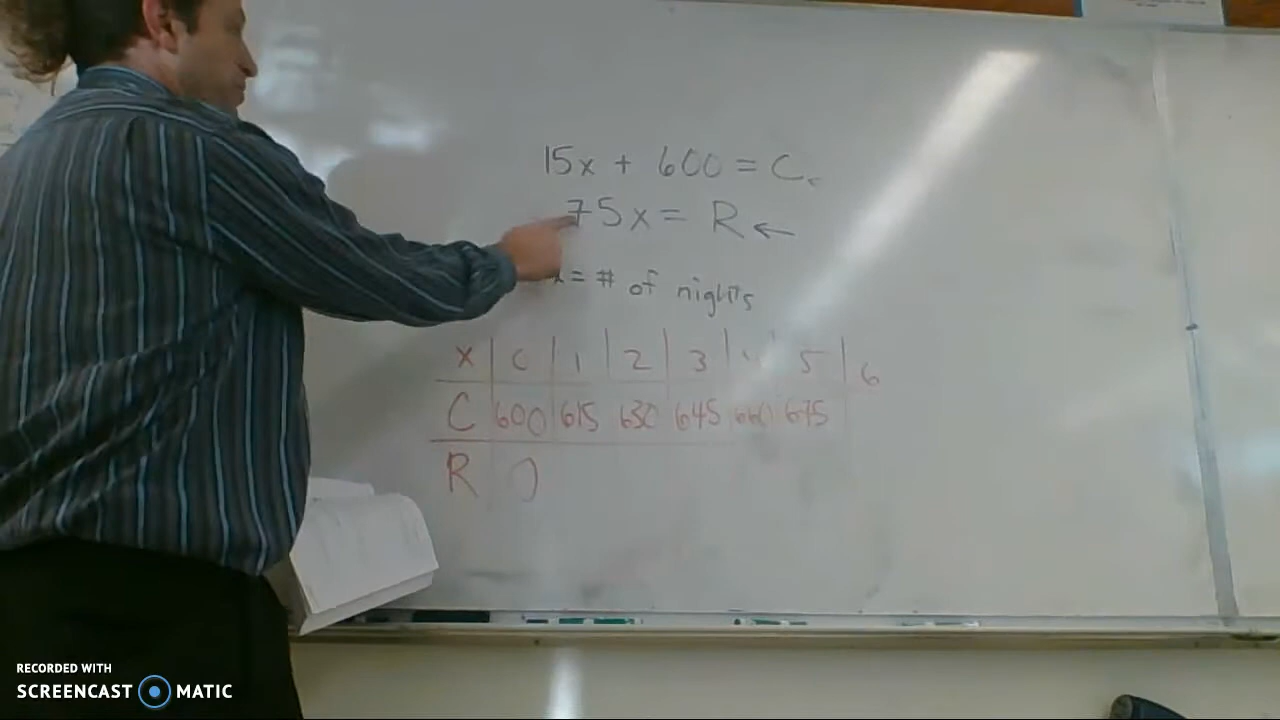 15x + 600 = C
75x = R ←
= # of nights
X 0 1 2 3 5 6
C 600 615 630 645 660 675
R 0
RECORDED WITH
SCREENCAST MATIC